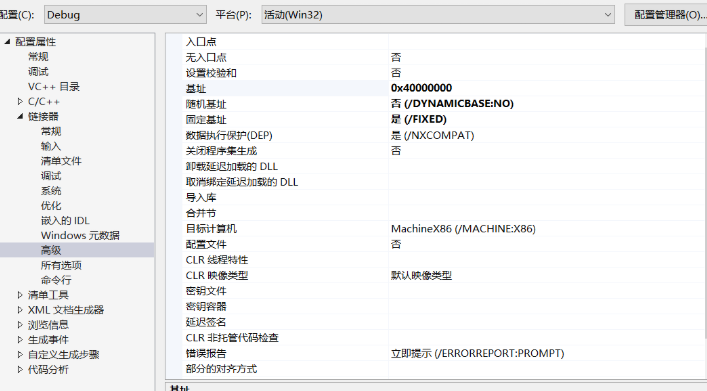 配置(C):
Debug
平台(P):
活动(Win32)
配置管理器(O)...
配置属性
常规
调试
VC++ 目录
C/C++
链接器
常规
输入
清单文件
调试
系统
优化
嵌入的 IDL
Windows 元数据
高级
所有选项
命令行
清单工具
XML 文档生成器
浏览信息
生成事件
自定义生成步骤
代码分析
入口点
无入口点 否
设置校验和 否
基址 0x40000000
随机基址 否 (/DYNAMICBASE:NO)
固定基址 是 (/FIXED)
数据执行保护(DEP) 是 (/NXCOMPAT)
关闭程序集生成 否
卸载延迟加载的 DLL
取消绑定延迟加载的 DLL
导入库
合并节
目标计算机 MachineX86 (/MACHINE:X86)
配置文件 否
CLR 线程特性
CLR 映像类型 默认映像类型
密钥文件
密钥容器
延迟签名
CLR 非托管代码检查
错误报告 立即提示 (/ERRORREPORT:PROMPT)
部分的对齐方式